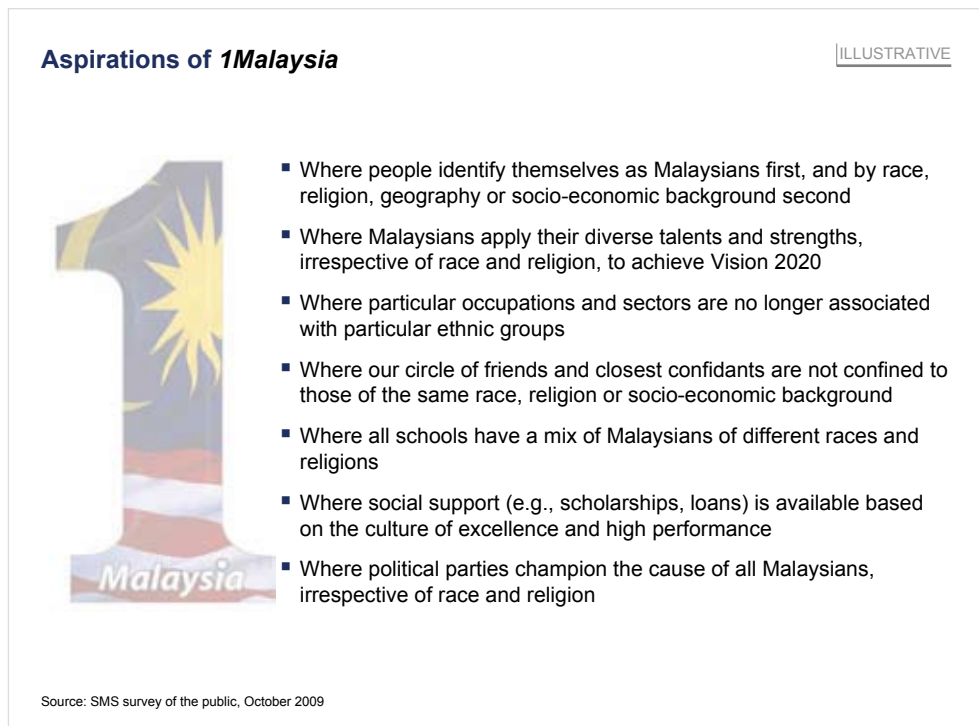 Aspirations of 1Malaysia
ILLUSTRATIVE
▪ Where people identify themselves as Malaysians first, and by race,
religion, geography or socio-economic background second
▪ Where Malaysians apply their diverse talents and strengths,
irrespective of race and religion, to achieve Vision 2020
▪ Where particular occupations and sectors are no longer associated
with particular ethnic groups
▪ Where our circle of friends and closest confidants are not confined to
those of the same race, religion or socio-economic background
▪ Where all schools have a mix of Malaysians of different races and
religions
▪ Where social support (e.g., scholarships, loans) is available based
on the culture of excellence and high performance
▪ Where political parties champion the cause of all Malaysians,
irrespective of race and religion
1
Malaysia
Source: SMS survey of the public, October 2009